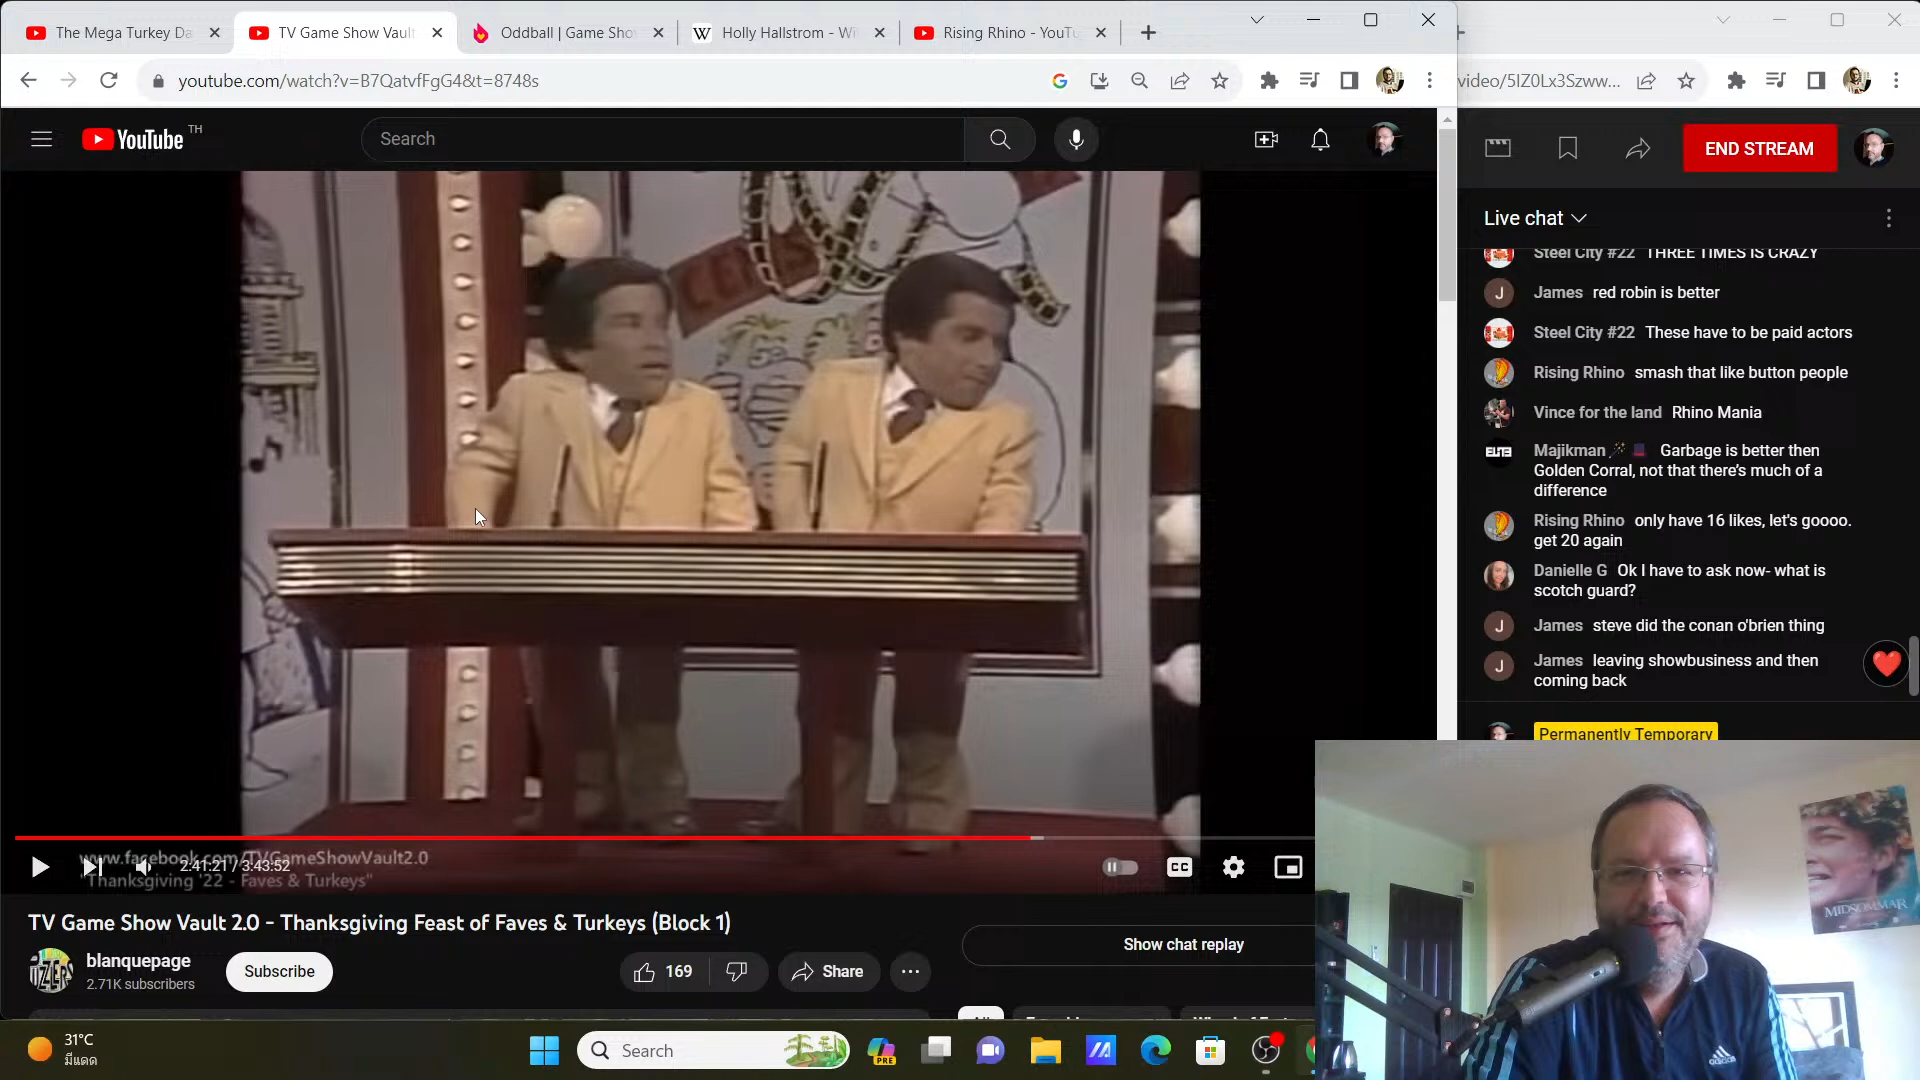 The Mega Turkey Da
TV Game Show Vault
Oddball | Game Sho
W Holly Hallstrom - Wi
Rising Rhino - YouTu
youtube.com/watch?v=B7QatvfFgG4&t=8748s
video/5IZ0Lx3Szww...
YouTube TH
Search
END STREAM
Live chat
Steel City #22 THREE TIMES IS CRAZY
J James red robin is better
Steel City #22 These have to be paid actors
Rising Rhino smash that like button people
Vince for the land Rhino Mania
ELITE Majikman Garbage is better then
Golden Corral, not that there's much of a
difference
Rising Rhino only have 16 likes, let's goooo.
get 20 again
Danielle G Ok I have to ask now- what is
scotch guard?
J James steve did the conan o'brien thing
J James leaving showbusiness and then
coming back
Permanently Temporary
www.facebook.com/TVGameShowVault2.0
2:41:21 / 3:43:52
"Thanksgiving '22 - Faves & Turkeys"
CC
TV Game Show Vault 2.0 - Thanksgiving Feast of Faves & Turkeys (Block 1)
blanquepage
2.71K subscribers
Subscribe
169
Share
Show chat replay
MIDSOMMAR
adidas
31°C
มีแดด
Search
PRE